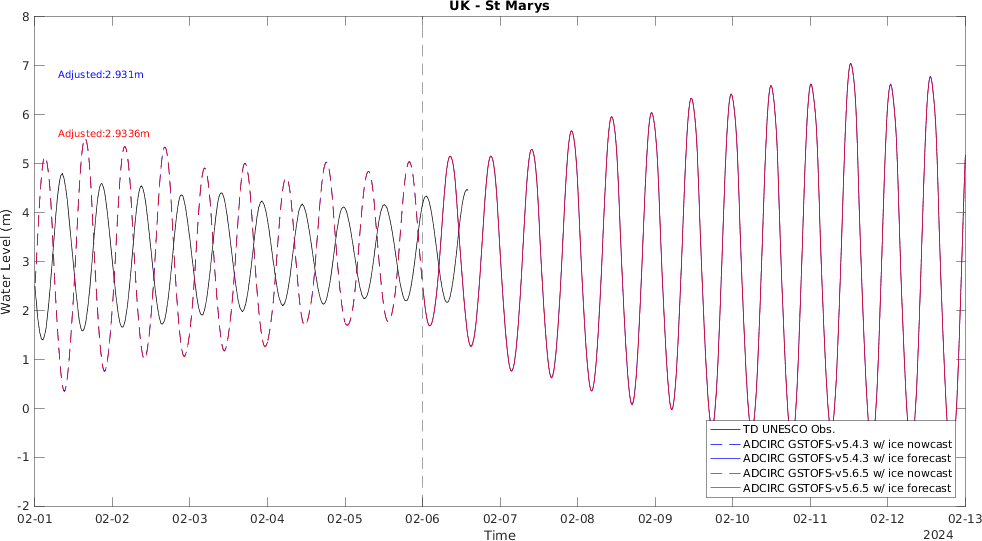 UK - St Marys
Adjusted:2.931m
Adjusted:2.9336m
Water Level (m)
8
7
6
5
4
3
2
1
0
-1
-2
TD UNESCO Obs.
ADCIRC GSTOFS-v5.4.3 w/ ice nowcast
ADCIRC GSTOFS-v5.4.3 w/ ice forecast
ADCIRC GSTOFS-v5.6.5 w/ ice nowcast
ADCIRC GSTOFS-v5.6.5 w/ ice forecast
02-01 02-02 02-03 02-04 02-05 02-06 02-07 02-08 02-09 02-10 02-11 02-12 02-13
Time
2024